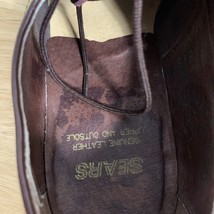 GENUINE LEATHER
UPPER AND OUTSOLE
SEARS